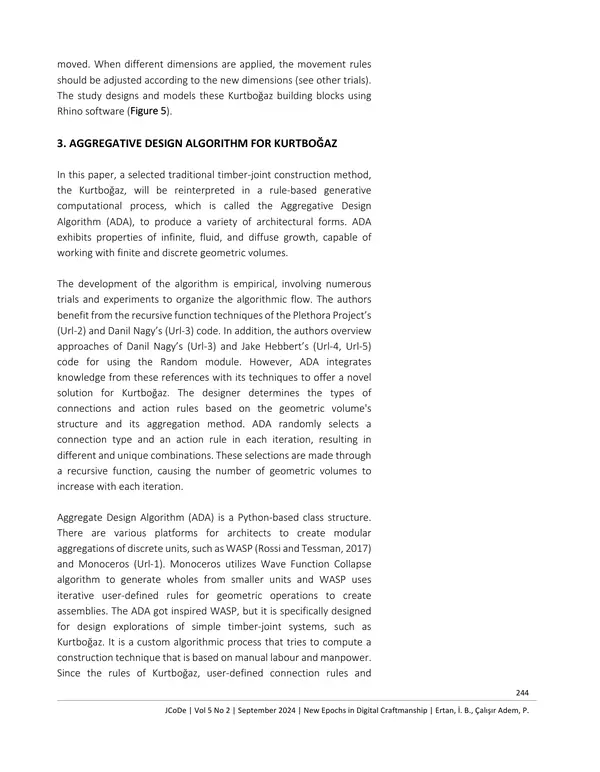 moved. When different dimensions are applied, the movement rules
should be adjusted according to the new dimensions (see other trials).
The study designs and models these Kurtboğaz building blocks using
Rhino software (Figure 5).
3. AGGREGATIVE DESIGN ALGORITHM FOR KURTBOĞAZ
In this paper, a selected traditional timber-joint construction method,
the Kurtboğaz, will be reinterpreted in a rule-based generative
computational process, which is called the Aggregative Design
Algorithm (ADA), to produce a variety of architectural forms. ADA
exhibits properties of infinite, fluid, and diffuse growth, capable of
working with finite and discrete geometric volumes.
The development of the algorithm is empirical, involving numerous
trials and experiments to organize the algorithmic flow. The authors
benefit from the recursive function techniques of the Plethora Project's
(Url-2) and Danil Nagy's (Url-3) code. In addition, the authors overview
approaches of Danil Nagy's (Url-3) and Jake Hebbert's (Url-4, Url-5)
code for using the Random module. However, ADA integrates
knowledge from these references with its techniques to offer a novel
solution for Kurtboğaz. The designer determines the types of
connections and action rules based on the geometric volume's
structure and its aggregation method. ADA randomly selects a
connection type and an action rule in each iteration, resulting in
different and unique combinations. These selections are made through
a recursive function, causing the number of geometric volumes to
increase with each iteration.
Aggregate Design Algorithm (ADA) is a Python-based class structure.
There are various platforms for architects to create modular
aggregations of discrete units, such as WASP (Rossi and Tessman, 2017)
and Monoceros (Url-1). Monoceros utilizes Wave Function Collapse
algorithm to generate wholes from smaller units and WASP uses
iterative user-defined rules for geometric operations to create
assemblies. The ADA got inspired WASP, but it is specifically designed
for design explorations of simple timber-joint systems, such as
Kurtboğaz. It is a custom algorithmic process that tries to compute a
construction technique that is based on manual labour and manpower.
Since the rules of Kurtboğaz, user-defined connection rules and
244
JCoDe | Vol 5 No 2 | September 2024 | New Epochs in Digital Craftmanship | Ertan, İ. B., Çalışır Adem, P.